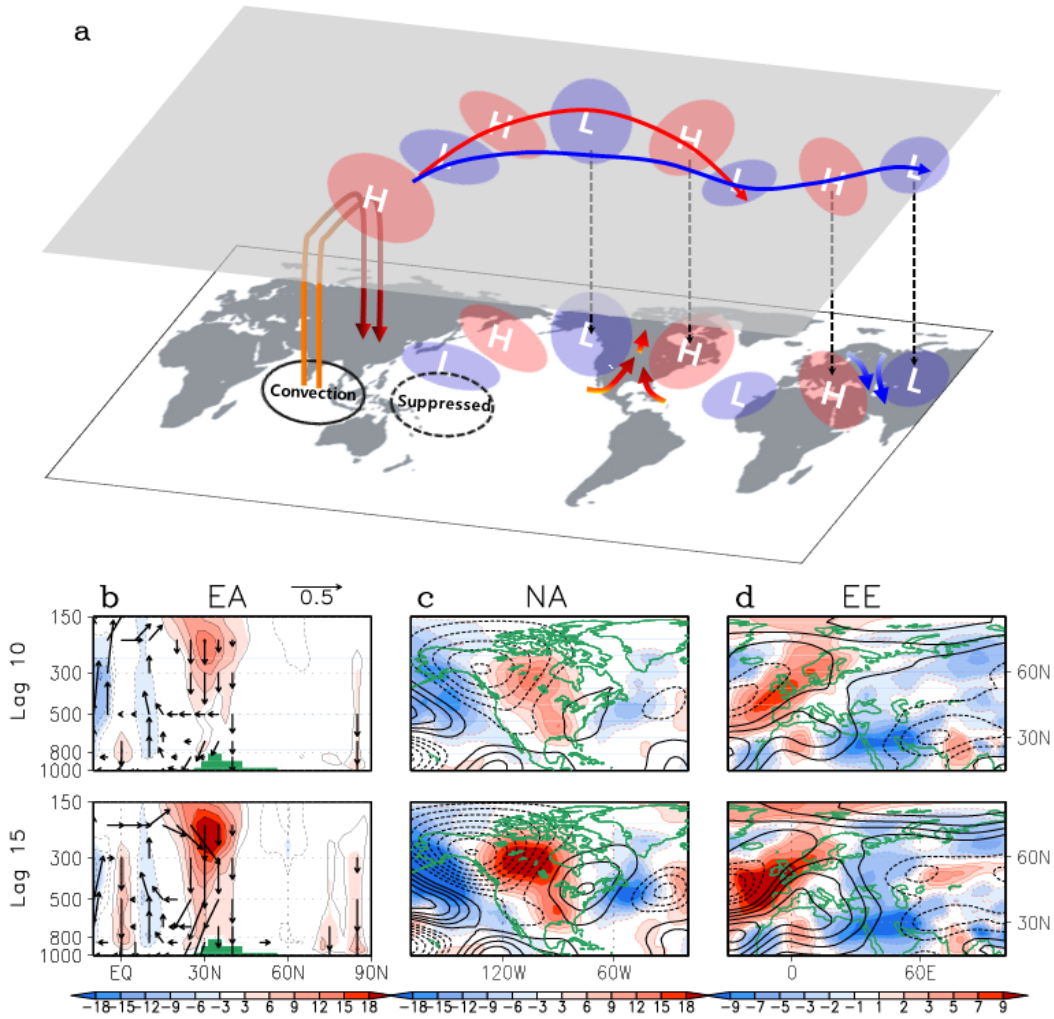 a
H
L
H
L
H
H
L
L
H
L
H
L
H
L
H
L
Convection
Suppressed
b EA 0.5 c NA d EE
Lag 10
150
300
500
800
1000
60N
30N
Lag 15
150
300
500
800
1000
60N
30N
EQ 30N 60N 90N 120W 60W 0 60E
-18 -15 -12 -9 -6 -3 3 6 9 12 15 18
-18 -15 -12 -9 -6 -3 3 6 9 12 15 18
-9 -7 -5 -3 -2 -1 1 2 3 5 7 9